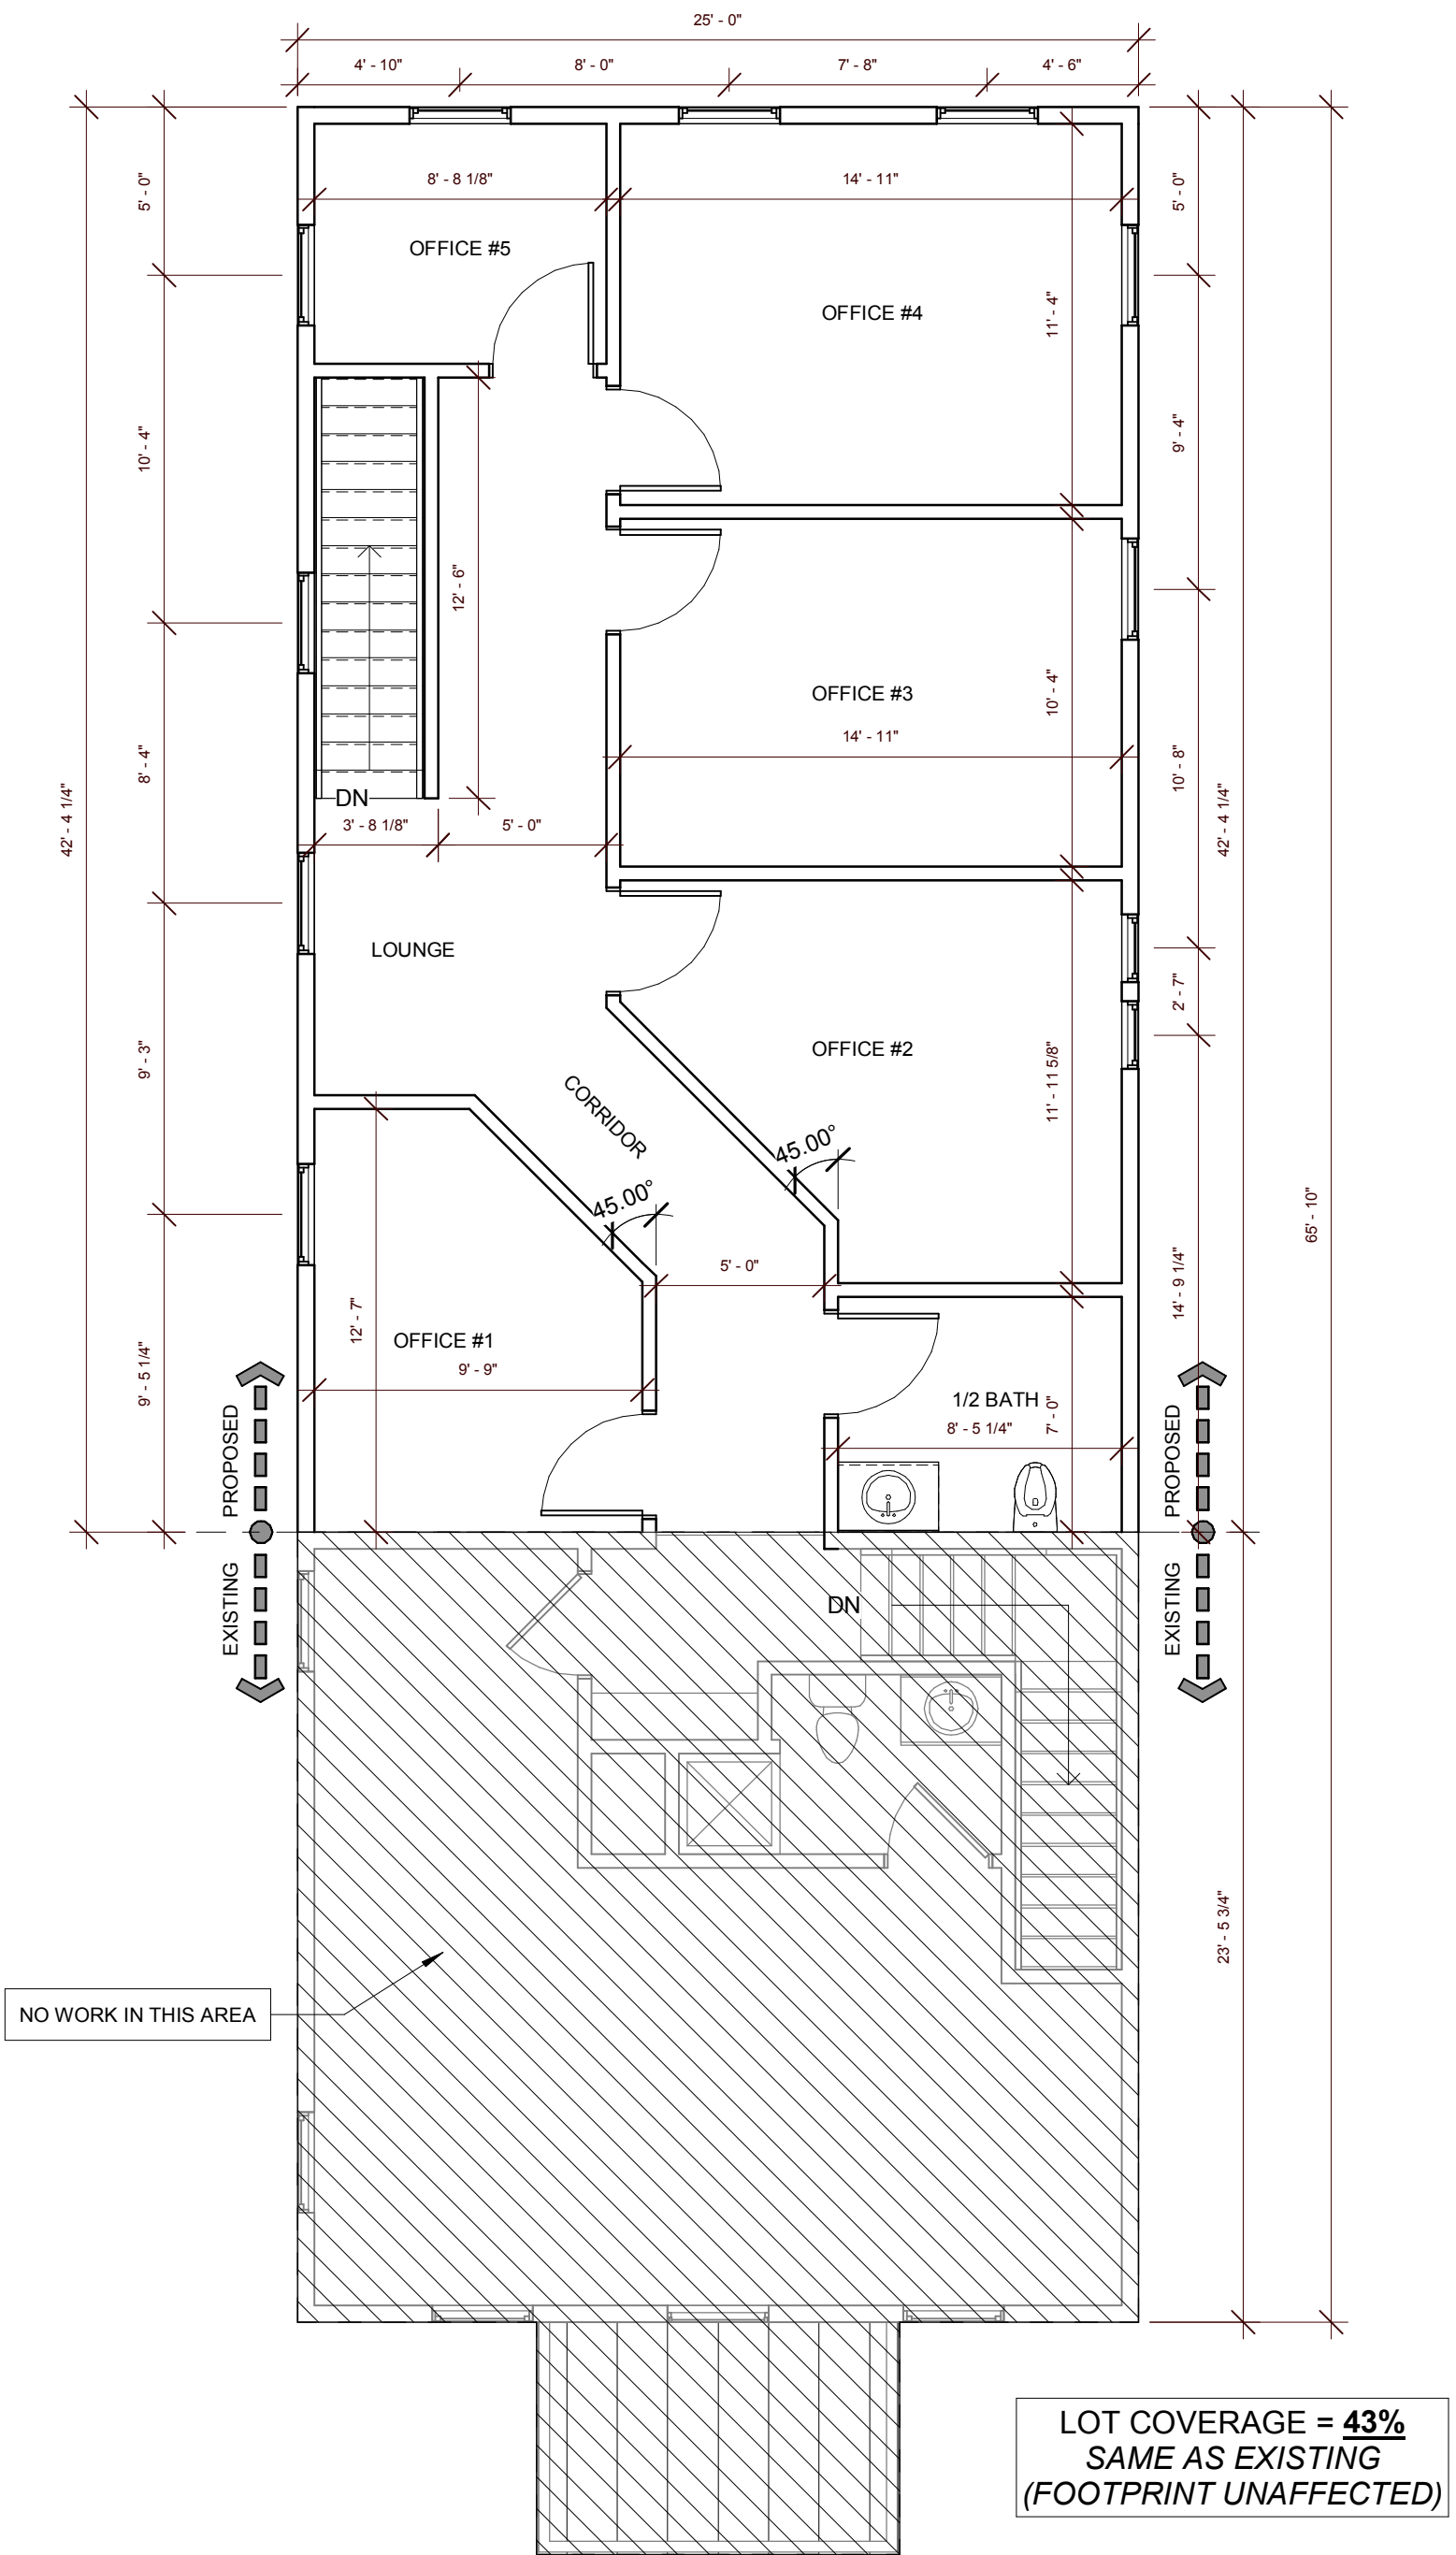 25' - 0"
4' - 10"
8' - 0"
7' - 8"
4' - 6"
5' - 0"
8' - 8 1/8"
14' - 11"
5' - 0"
OFFICE #5
OFFICE #4
11' - 4"
10' - 4"
9' - 4"
12' - 6"
OFFICE #3
10' - 4"
14' - 11"
8' - 4"
10' - 8"
42' - 4 1/4"
42' - 4 1/4"
DN
3' - 8 1/8"
5' - 0"
LOUNGE
2' - 7"
OFFICE #2
9' - 3"
11' - 11 5/8"
CORRIDOR
45.00°
45.00°
65' - 10"
5' - 0"
14' - 9 1/4"
12' - 7"
OFFICE #1
9' - 9"
9' - 5 1/4"
1/2 BATH
8' - 5 1/4"
7' - 0"
PROPOSED
PROPOSED
EXISTING
EXISTING
DN
23' - 5 3/4"
NO WORK IN THIS AREA
LOT COVERAGE = 43%
SAME AS EXISTING
(FOOTPRINT UNAFFECTED)